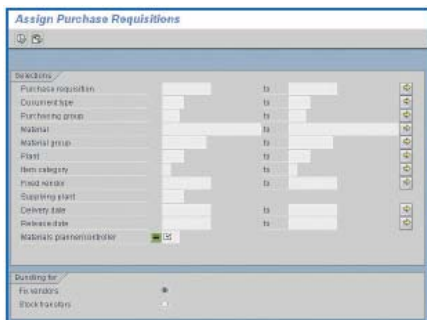 Assign Purchase Requisitions
Selections
Purchase requisition to
Document type to
Purchasing group to
Material to
Material group to
Plant to
Item category to
Fixed vendor to
Supplying plant
Delivery date to
Release date to
Materials planner/controller
Bundling for
Fix vendors
Stock transfers